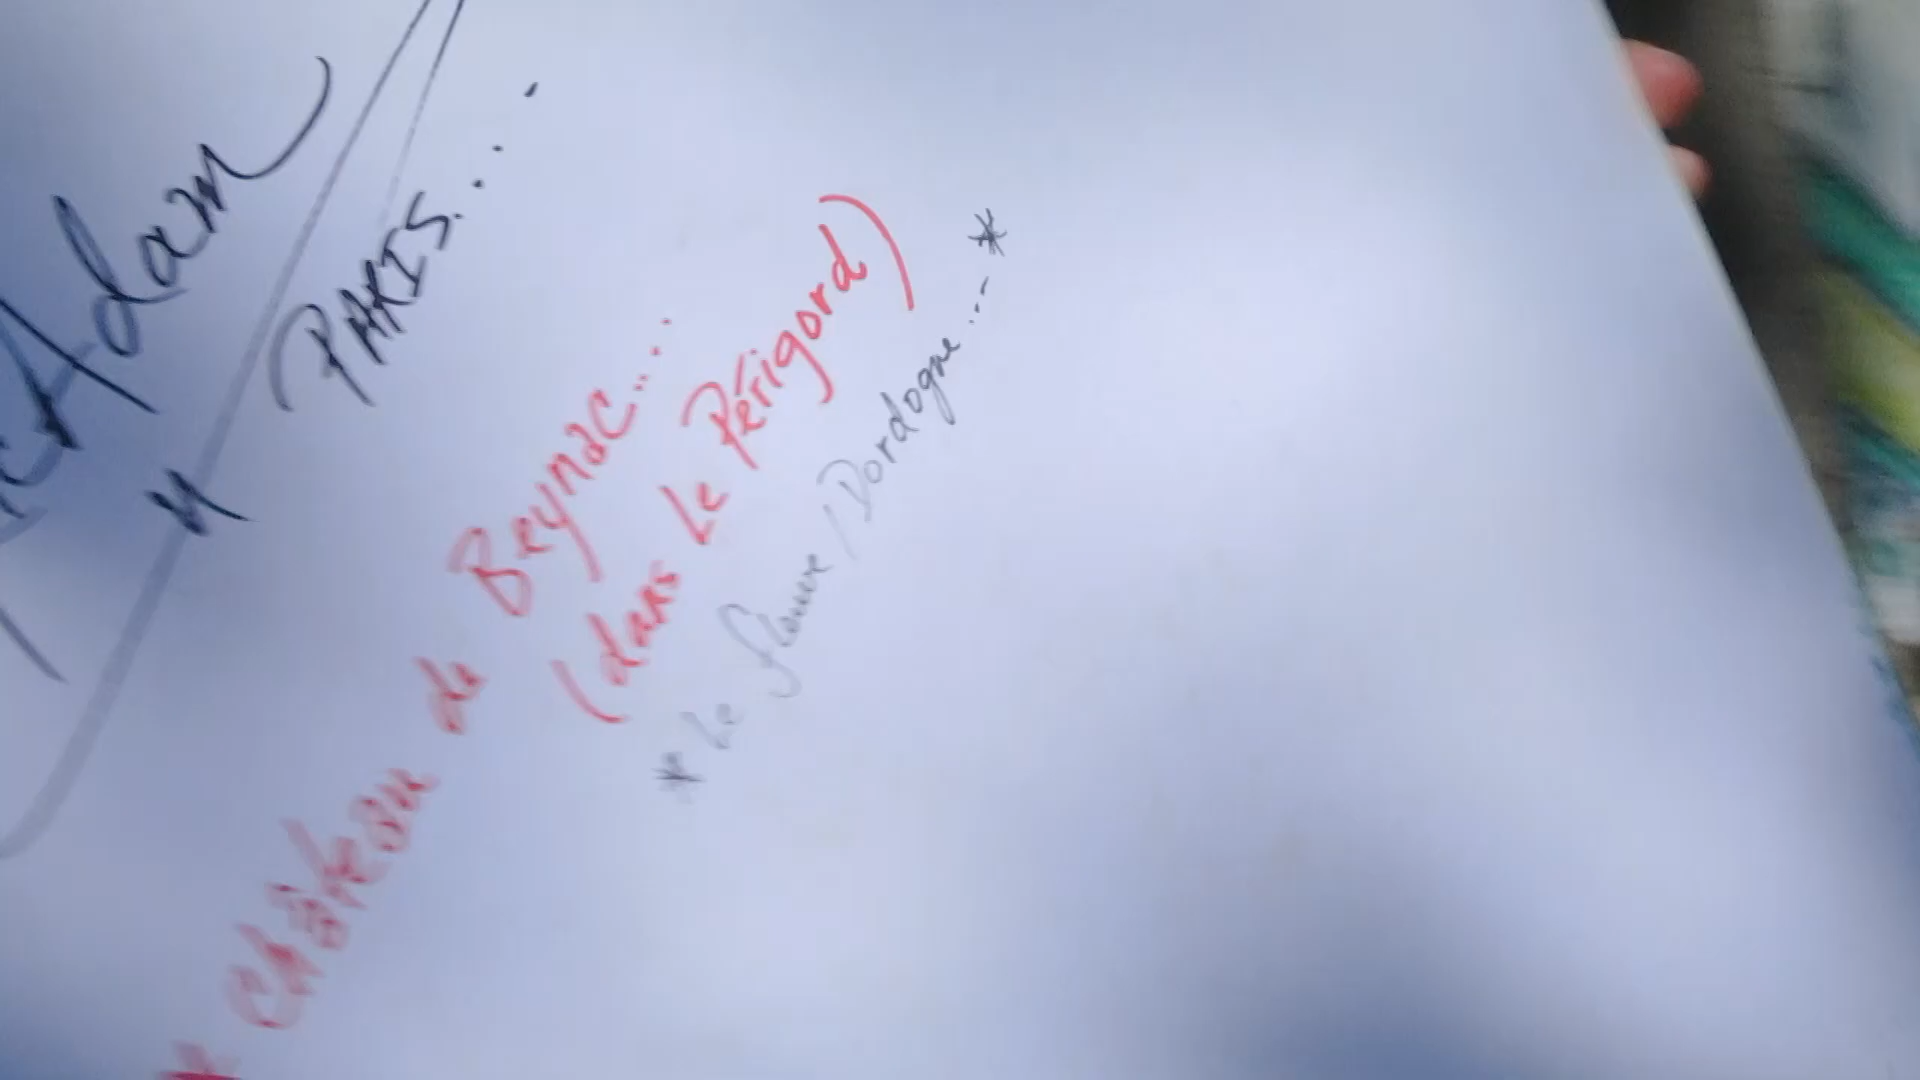 Adam
PARIS....
* Château de Beynac....
(dans le Périgord)
* Le fleuve / Dordogne...- *